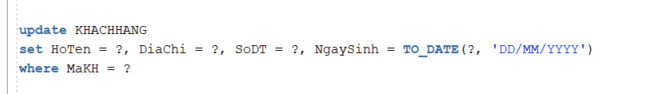 update KHACHHANG
set HoTen = ?, DiaChi = ?, SoDT = ?, NgaySinh = TO_DATE(?, 'DD/MM/YYYY')
where MaKH = ?